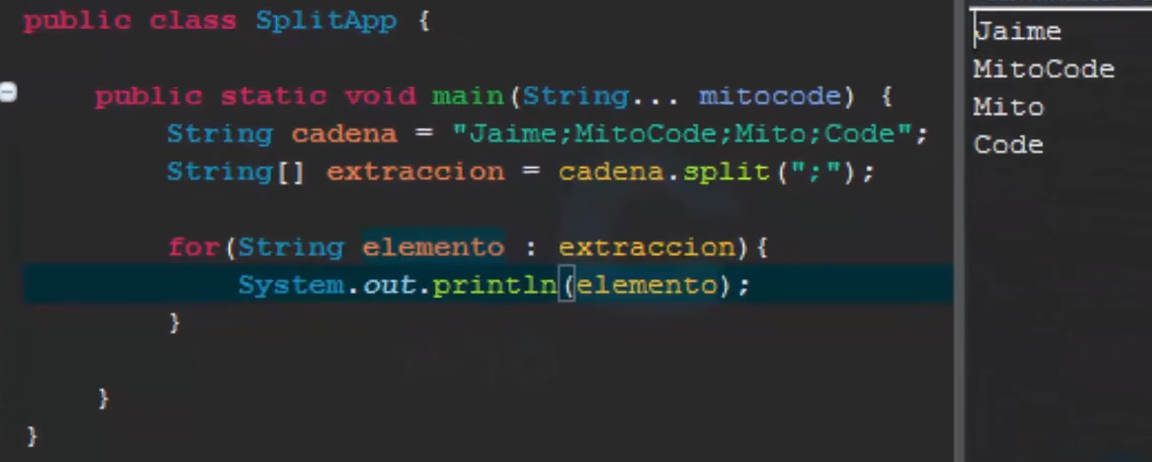 public class SplitApp {
public static void main(String... mitocode) {
String cadena = "Jaime;MitoCode;Mito;Code";
String[] extraccion = cadena.split(";");
for(String elemento : extraccion){
System.out.println(elemento);
}
}
}
Jaime
MitoCode
Mito
Code